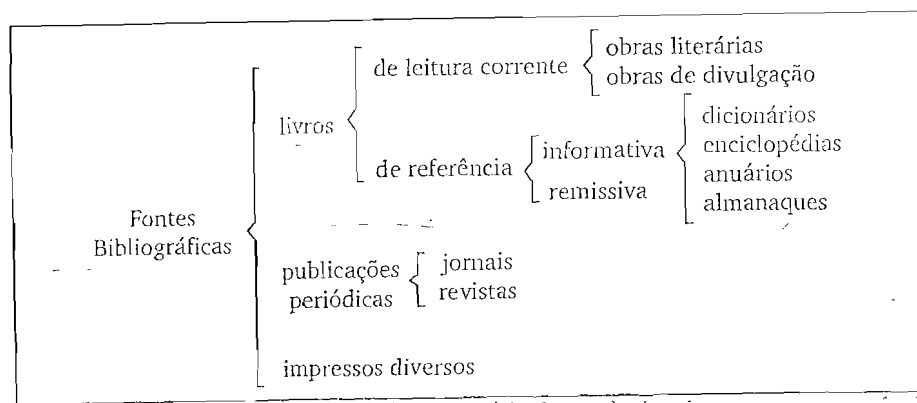 Fontes
Bibliográficas
livros
de leitura corrente
obras literárias
obras de divulgação
de referência
informativa
remissiva
dicionários
enciclopédias
anuários
almanaques
publicações
periódicas
jornais
revistas
impressos diversos